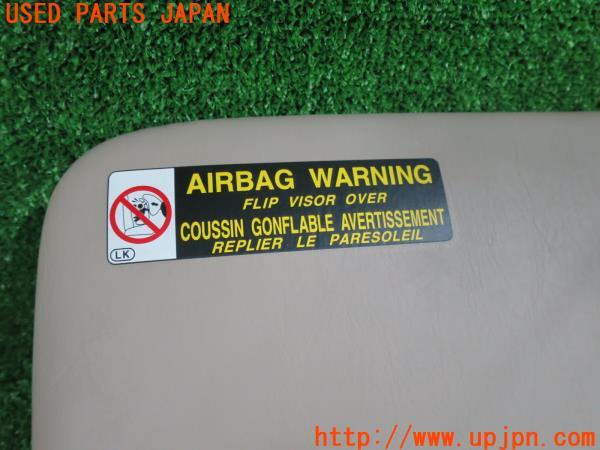 USED PARTS JAPAN
AIRBAG WARNING
FLIP VISOR OVER
COUSSIN GONFLABLE AVERTISSEMENT
REPLIER LE PARESOLEIL
LK
http://www.upjpn.com/